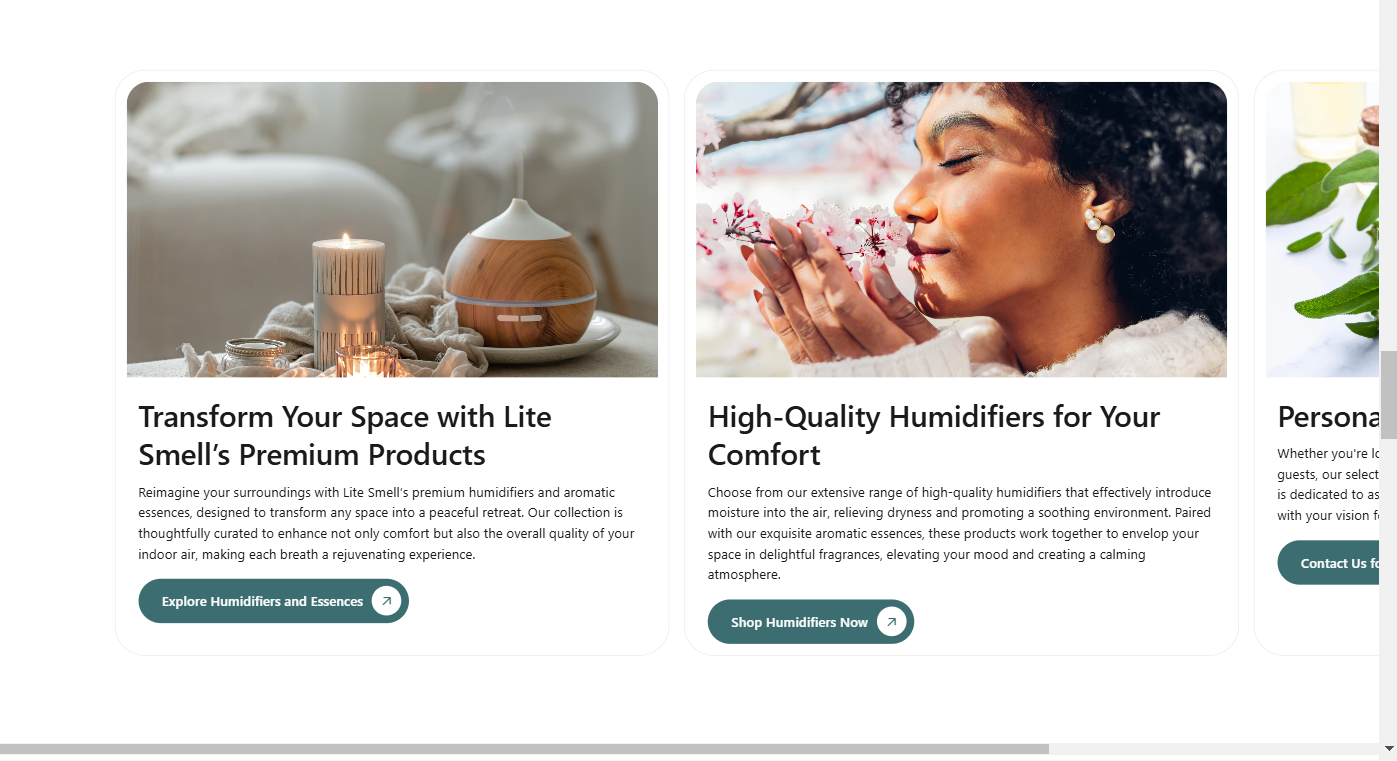 Transform Your Space with Lite
Smell’s Premium Products
Reimagine your surroundings with Lite Smell’s premium humidifiers and aromatic
essences, designed to transform any space into a peaceful retreat. Our collection is
thoughtfully curated to enhance not only comfort but also the overall quality of your
indoor air, making each breath a rejuvenating experience.
Explore Humidifiers and Essences
High-Quality Humidifiers for Your
Comfort
Choose from our extensive range of high-quality humidifiers that effectively introduce
moisture into the air, relieving dryness and promoting a soothing environment. Paired
with our exquisite aromatic essences, these products work together to envelop your
space in delightful fragrances, elevating your mood and creating a calming
atmosphere.
Shop Humidifiers Now
Persona
Whether you're lo
guests, our select
is dedicated to as
with your vision f
Contact Us fo